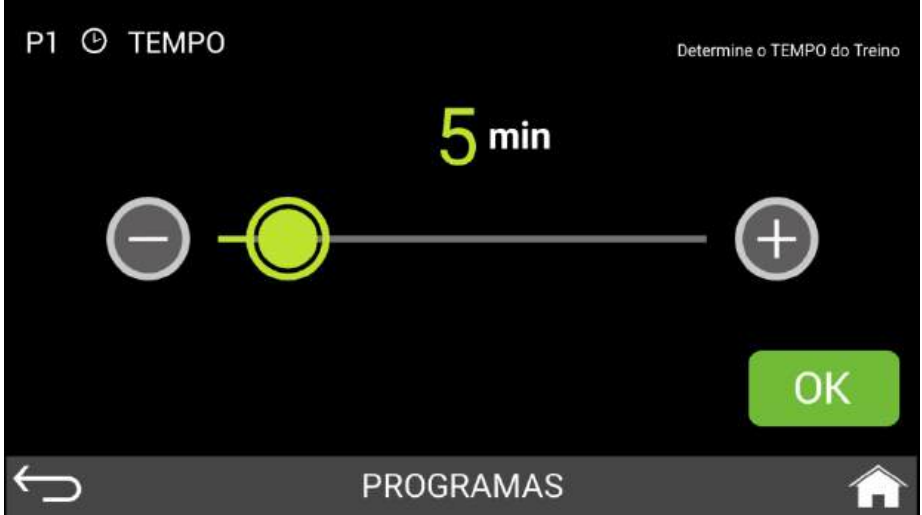 P1 TEMPO
Determine o TEMPO do Treino
5 min
OK
PROGRAMAS